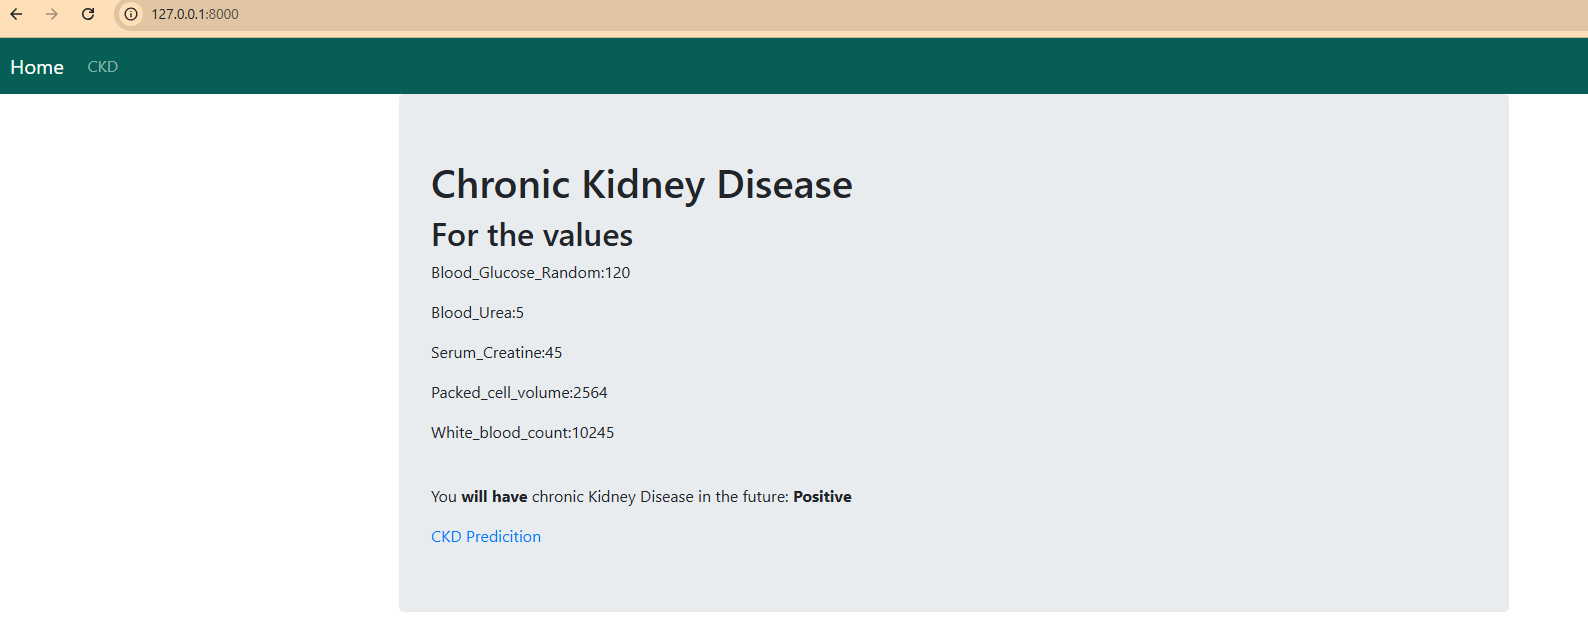 127.0.0.1:8000
Home CKD
Chronic Kidney Disease
For the values
Blood_Glucose_Random:120
Blood_Urea:5
Serum_Creatine:45
Packed_cell_volume:2564
White_blood_count:10245
You will have chronic Kidney Disease in the future: Positive
CKD Predicition